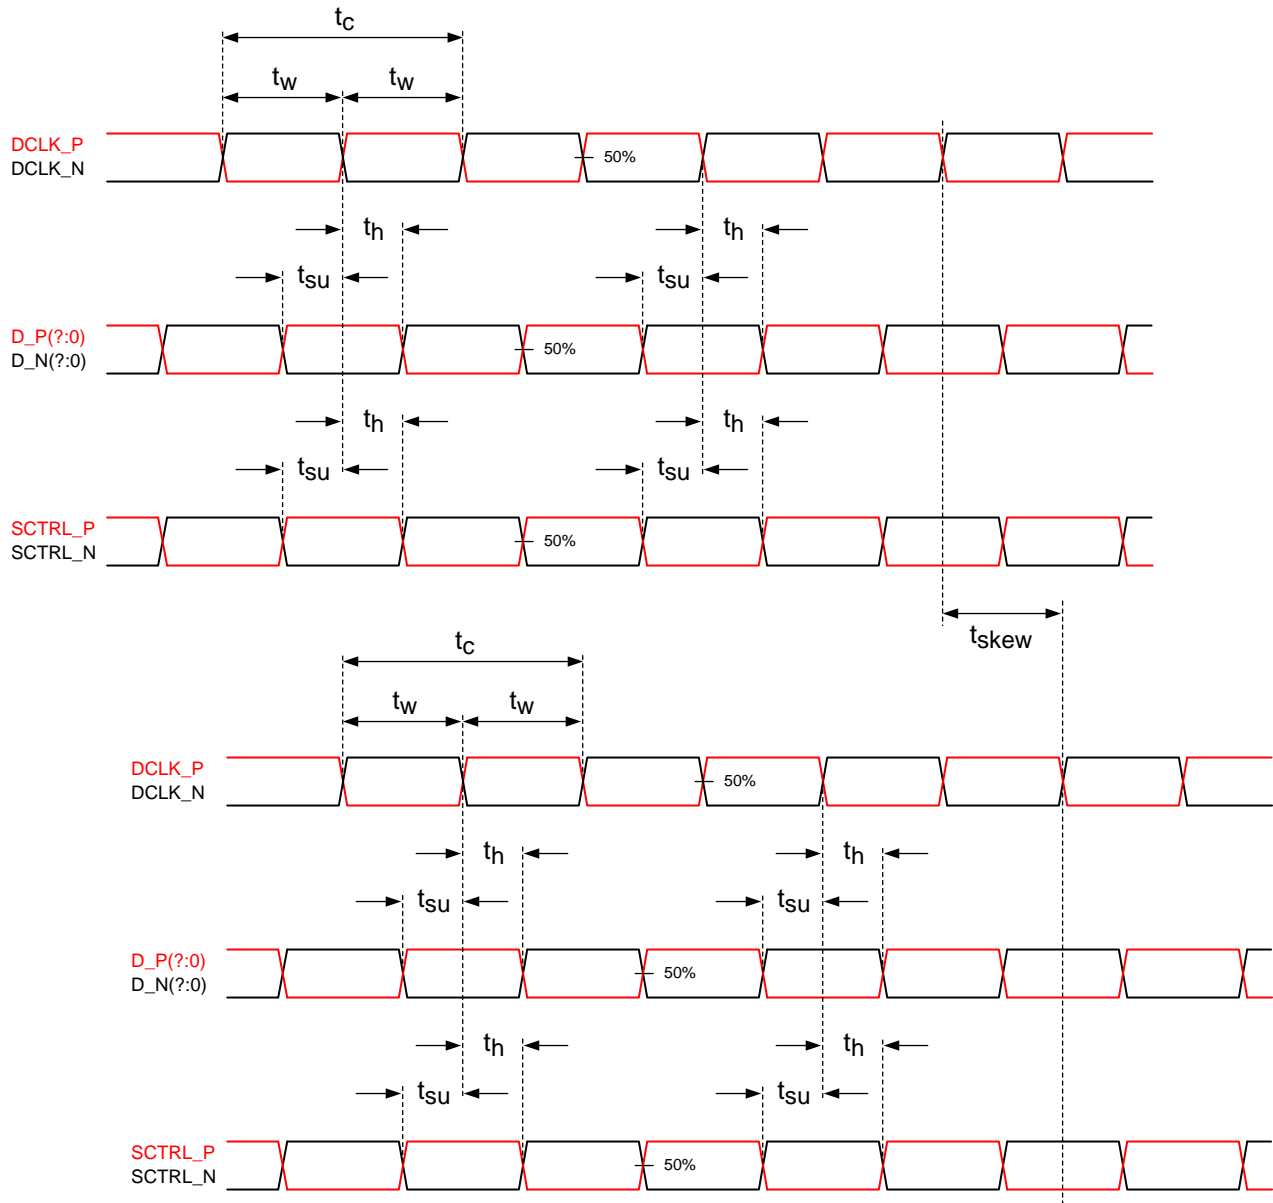 tc
tw tw
DCLK_P
DCLK_N
50%
th th
tsu tsu
D_P(?:0)
D_N(?:0)
50%
th th
tsu tsu
SCTRL_P
SCTRL_N
50%
tskew
tc
tw tw
DCLK_P
DCLK_N
50%
th th
tsu tsu
D_P(?:0)
D_N(?:0)
50%
th th
tsu tsu
SCTRL_P
SCTRL_N
50%